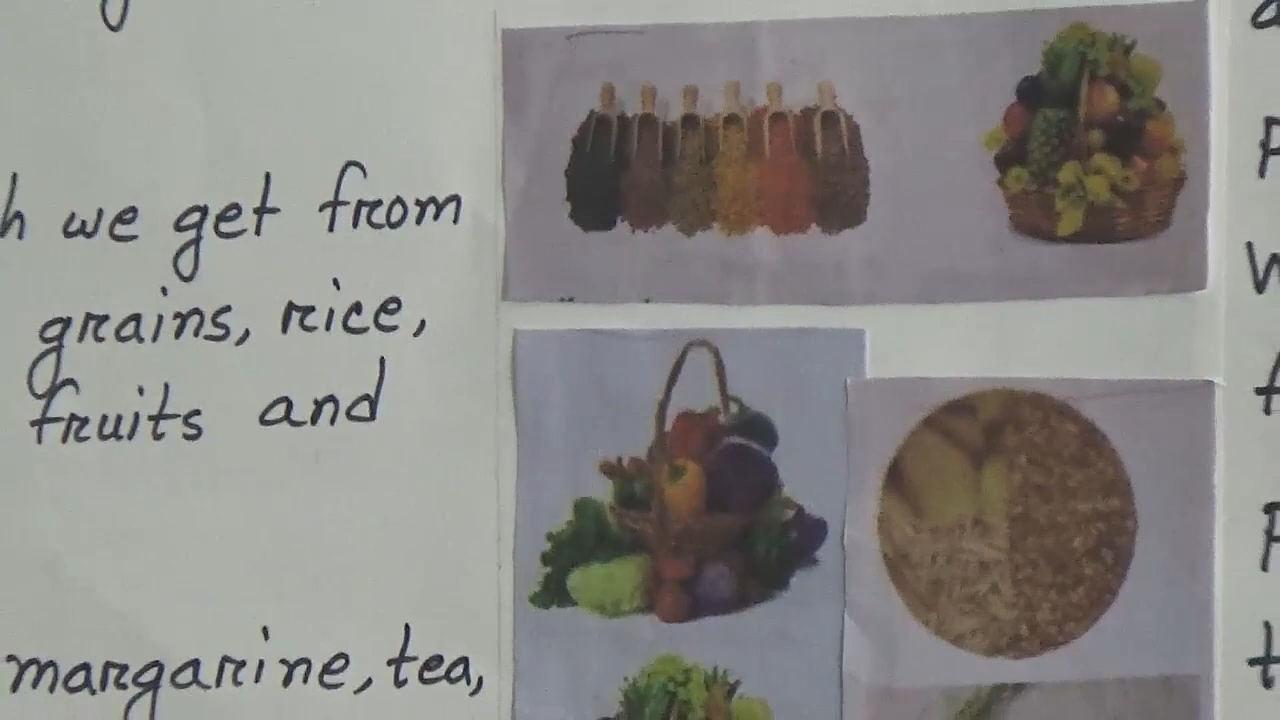 h we get from
grains, rice,
fruits and
margarine, tea,